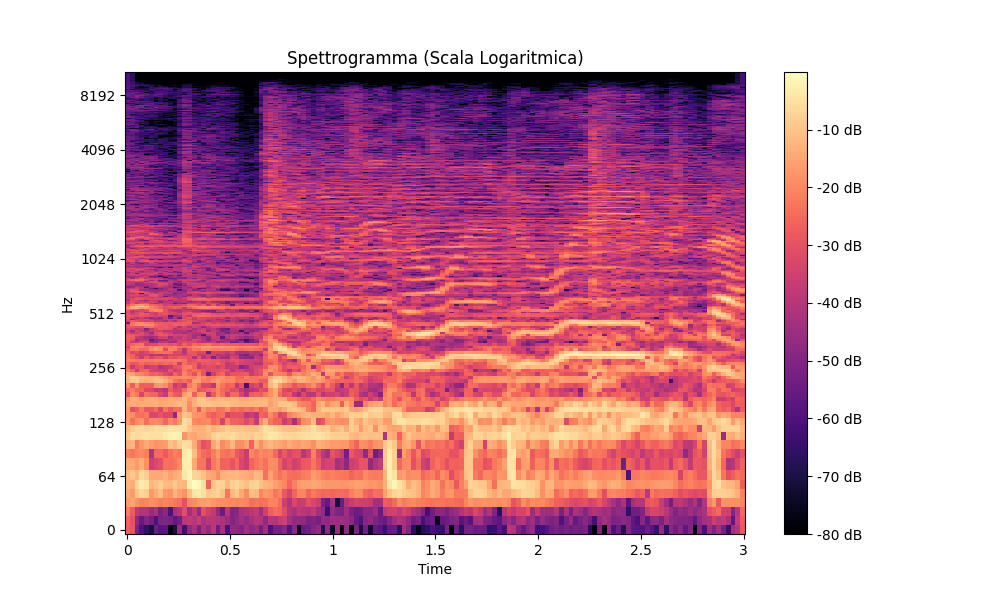 Spettrogramma (Scala Logaritmica)
8192
4096
2048
1024
512
256
128
64
0
Hz
0
0.5
1
1.5
2
2.5
3
Time
-10 dB
-20 dB
-30 dB
-40 dB
-50 dB
-60 dB
-70 dB
-80 dB